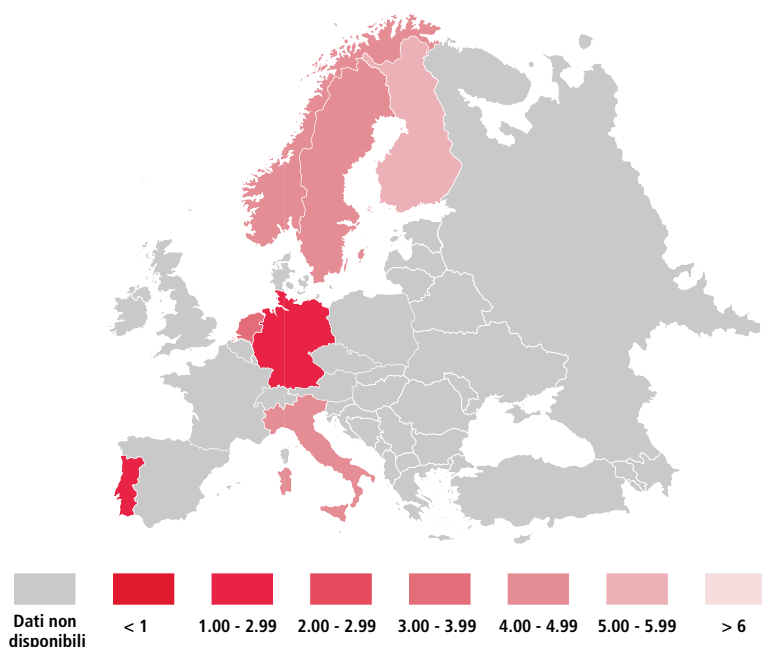 Dati non
disponibili
< 1
1.00 - 2.99
2.00 - 2.99
3.00 - 3.99
4.00 - 4.99
5.00 - 5.99
> 6